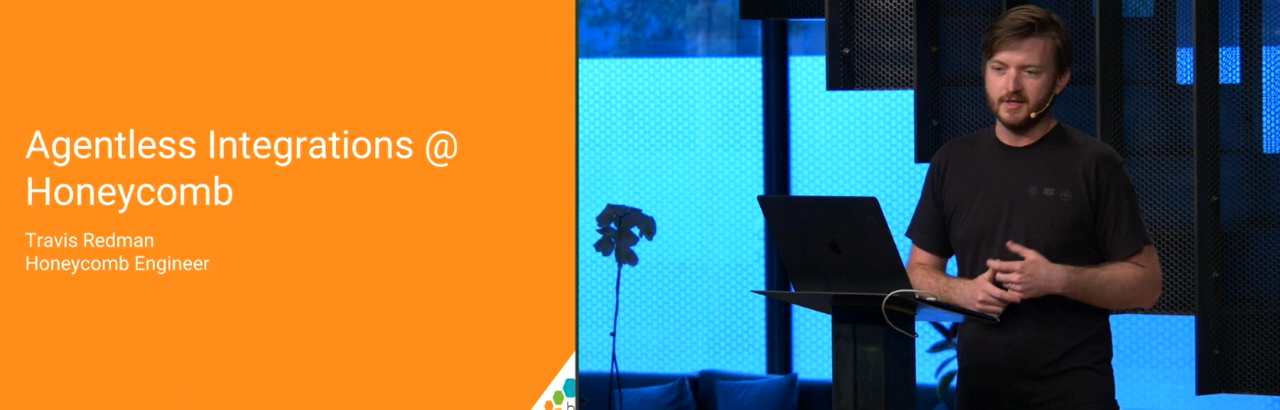 Agentless Integrations @
Honeycomb
Travis Redman
Honeycomb Engineer